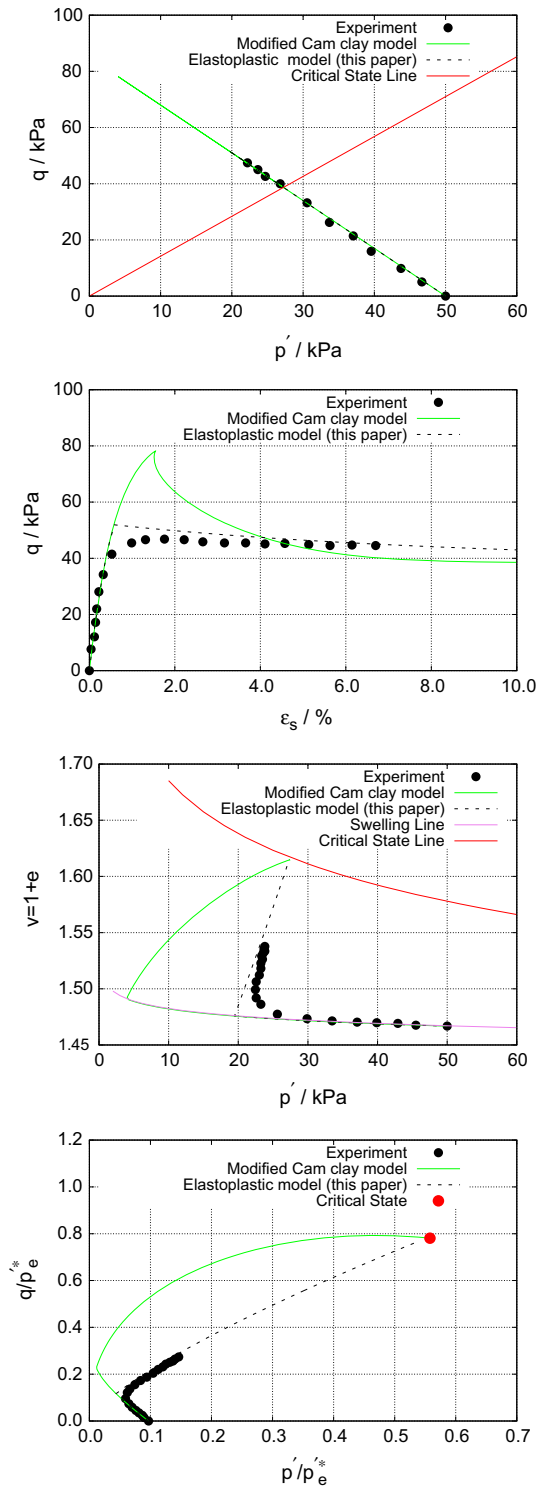 100
80
60
40
20
0
q / kPa
Experiment
Modified Cam clay model
Elastoplastic model (this paper)
Critical State Line
0 10 20 30 40 50 60
p′ / kPa
100
80
60
40
20
0
q / kPa
Experiment
Modified Cam clay model
Elastoplastic model (this paper)
0.0 2.0 4.0 6.0 8.0 10.0
εs / %
1.70
1.65
1.60
1.55
1.50
1.45
v=1+e
Experiment
Modified Cam clay model
Elastoplastic model (this paper)
Swelling Line
Critical State Line
0 10 20 30 40 50 60
p′ / kPa
1.2
1.0
0.8
0.6
0.4
0.2
0.0
q/p′e*
Experiment
Modified Cam clay model
Elastoplastic model (this paper)
Critical State
0.0 0.1 0.2 0.3 0.4 0.5 0.6 0.7
p′/p′e*